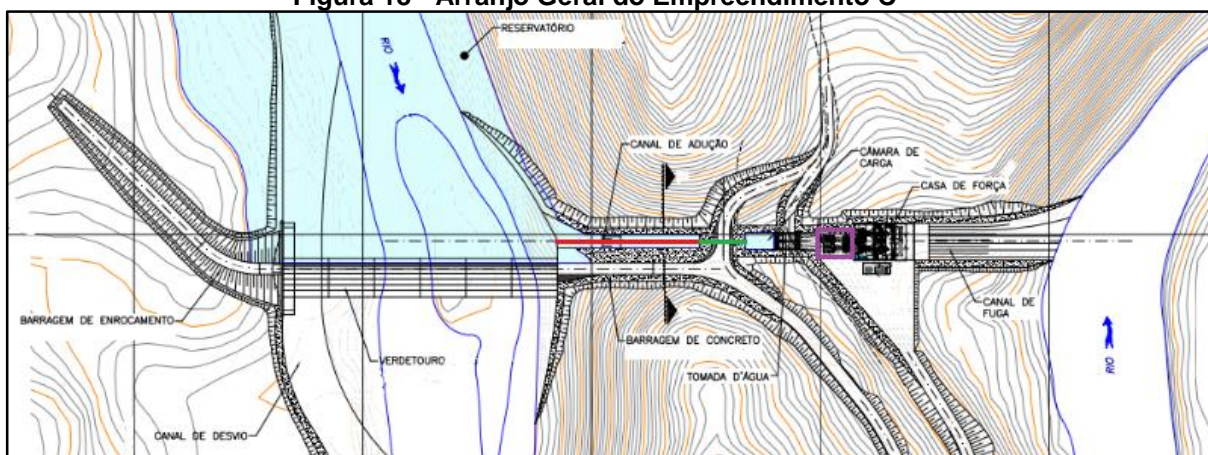 Figura 16 - Arranjo Geral do Empreendimento C
RESERVATÓRIO
RIO
CANAL DE ADUÇÃO
CÂMARA DE
CARGA
CASA DE FORÇA
BARRAGEM DE ENROCAMENTO
VERDETOURO
BARRAGEM DE CONCRETO
CANAL DE
FUGA
TOMADA D'ÁGUA
RIO
CANAL DE DESVIO